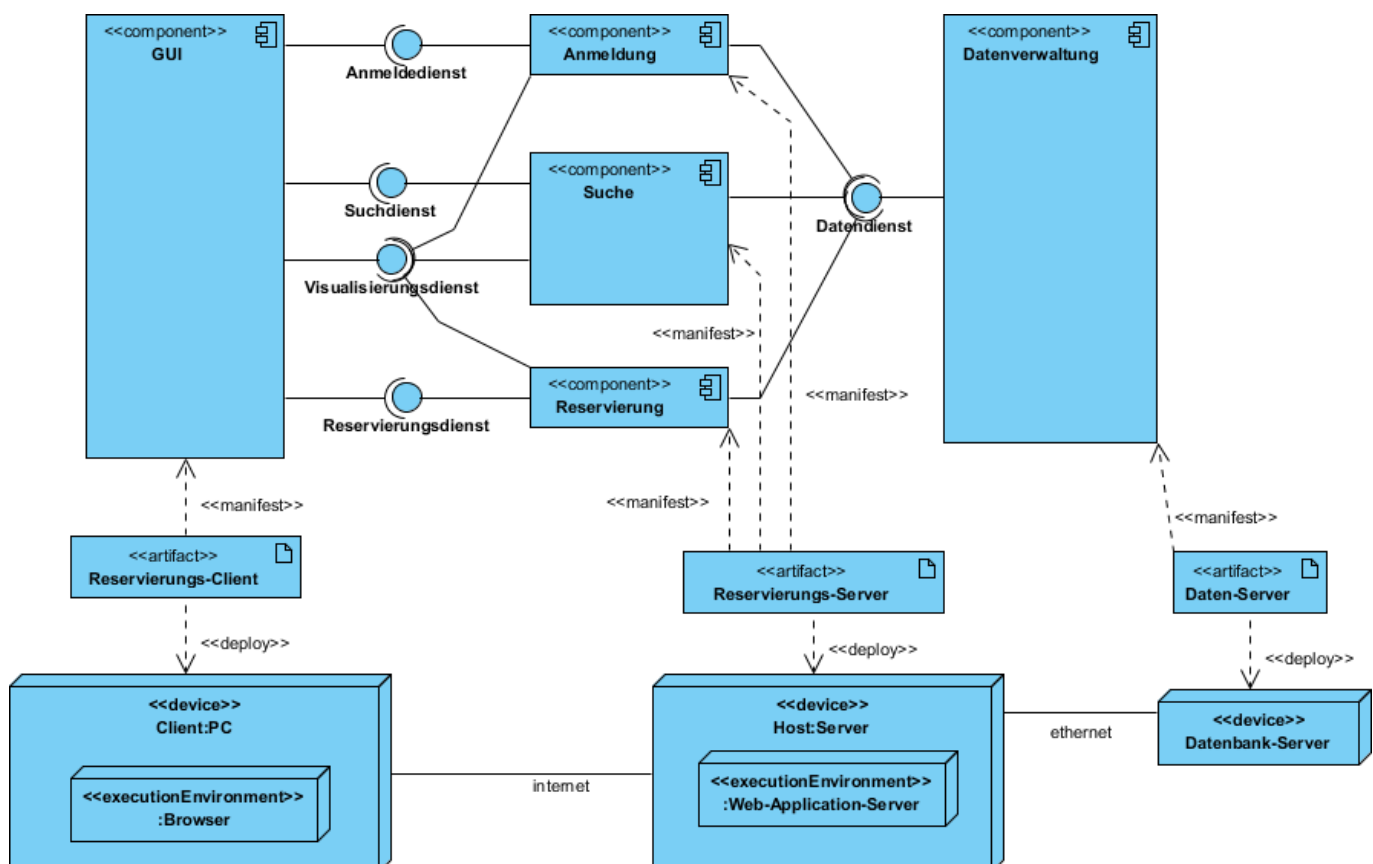 <<component>>
GUI
Anmeldedienst
<<component>>
Anmeldung
<<component>>
Datenverwaltung
<<component>>
Suche
Suchdienst
Datendienst
Visualisierungsdienst
<<manifest>>
<<component>>
Reservierung
<<manifest>>
Reservierungsdienst
<<manifest>>
<<manifest>>
<<manifest>>
<<artifact>>
Reservierungs-Client
<<artifact>>
Reservierungs-Server
<<artifact>>
Daten-Server
<<deploy>>
<<deploy>>
<<deploy>>
<<device>>
Client:PC
<<device>>
Host:Server
<<device>>
Datenbank-Server
ethernet
internet
<<executionEnvironment>>
:Browser
<<executionEnvironment>>
:Web-Application-Server